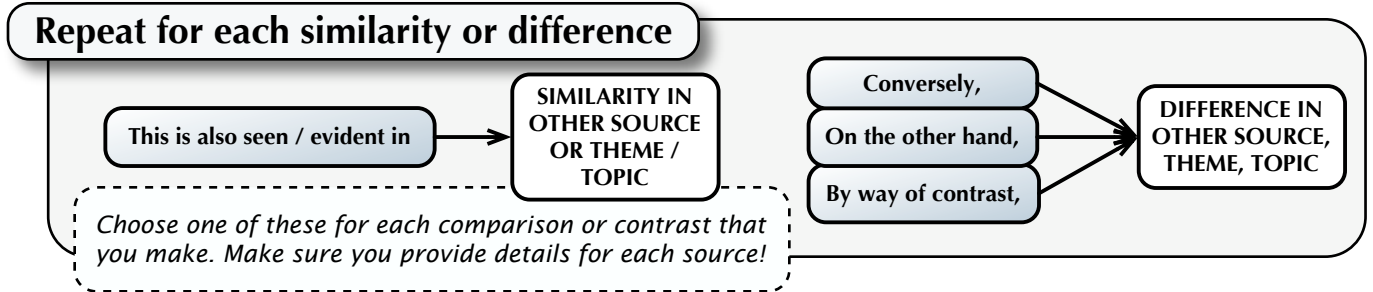 Repeat for each similarity or difference
This is also seen / evident in
SIMILARITY IN
OTHER SOURCE
OR THEME /
TOPIC
Choose one of these for each comparison or contrast that
you make. Make sure you provide details for each source!
Conversely,
On the other hand,
By way of contrast,
DIFFERENCE IN
OTHER SOURCE,
THEME, TOPIC